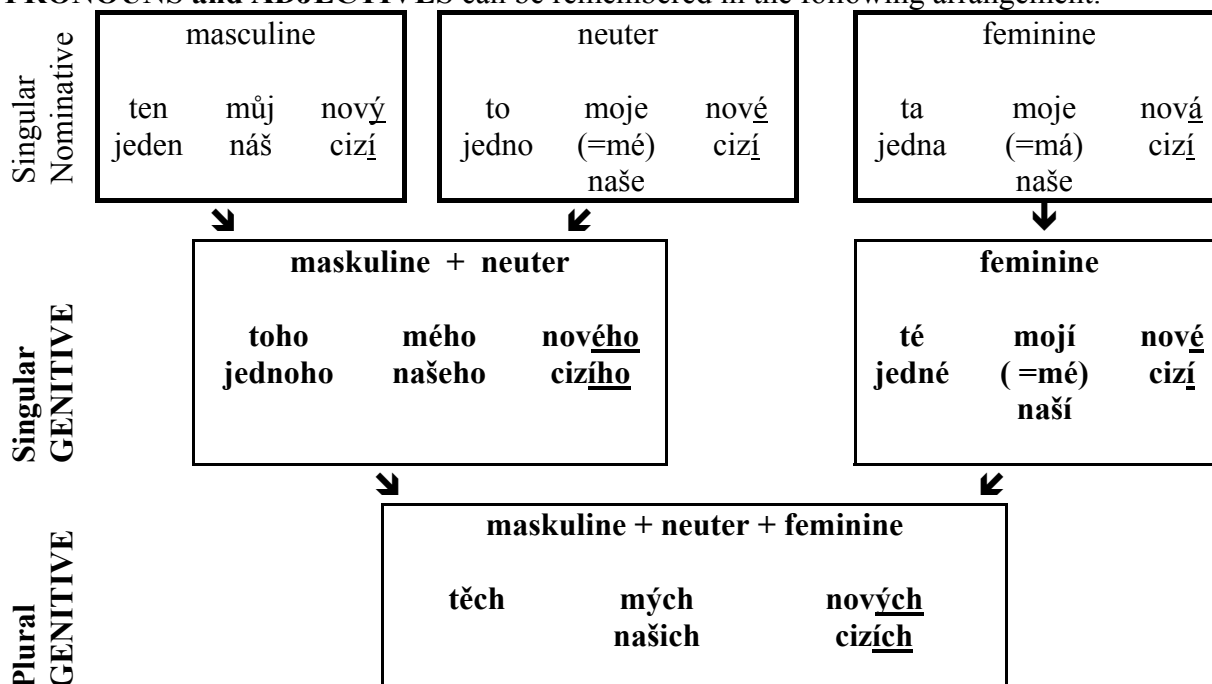 PRONOUNS and ADJECTIVES can be remembered in the following arrangement:
Singular
Nominative
masculine
ten můj nový
jeden náš cizí
neuter
to moje nové
jedno (=mé) cizí
naše
feminine
ta moje nová
jedna (=má) cizí
naše
Singular
GENITIVE
maskuline + neuter
toho mého nového
jednoho našeho cizího
feminine
té mojí nové
jedné ( =mé) cizí
naší
Plural
GENITIVE
maskuline + neuter + feminine
těch mých nových
našich cizích